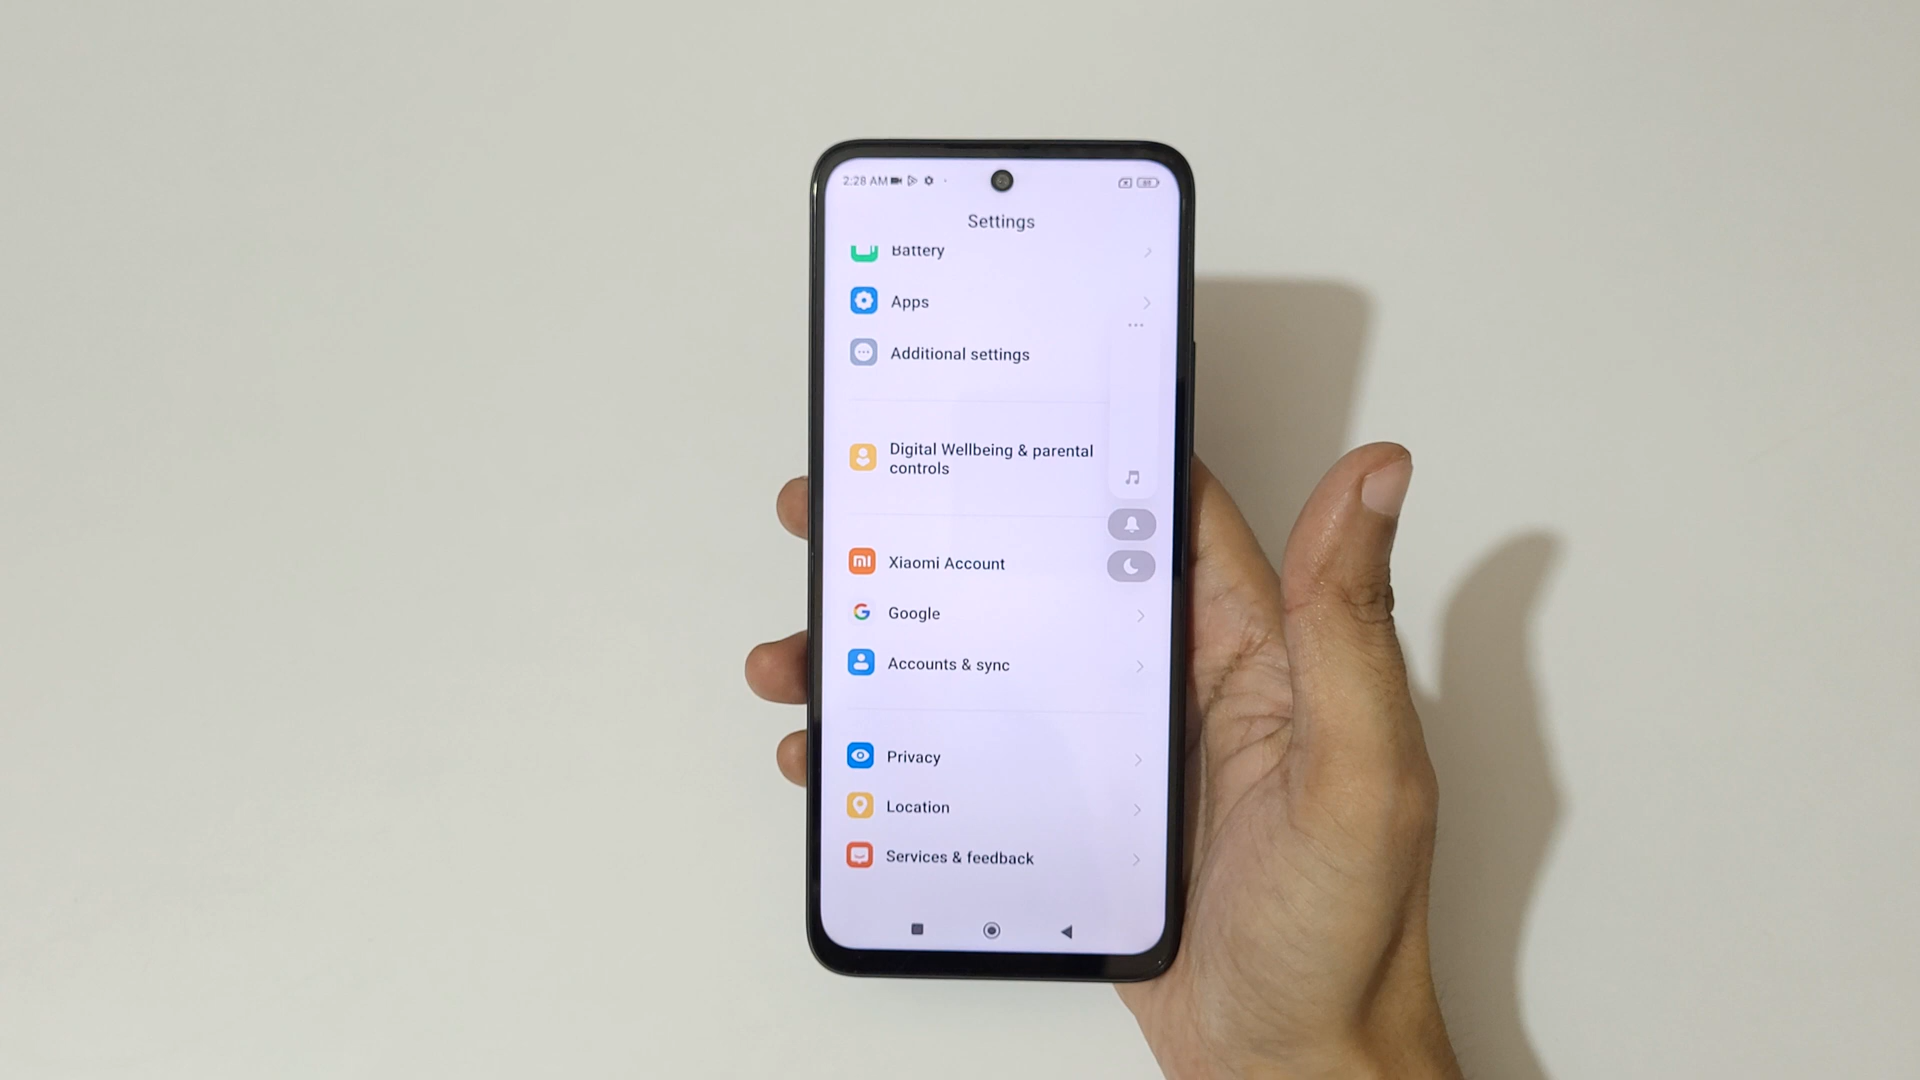 2:28 AM
Settings
Battery
Apps
Additional settings
Digital Wellbeing & parental
controls
mi
Xiaomi Account
G
Google
Accounts & sync
Privacy
Location
Services & feedback